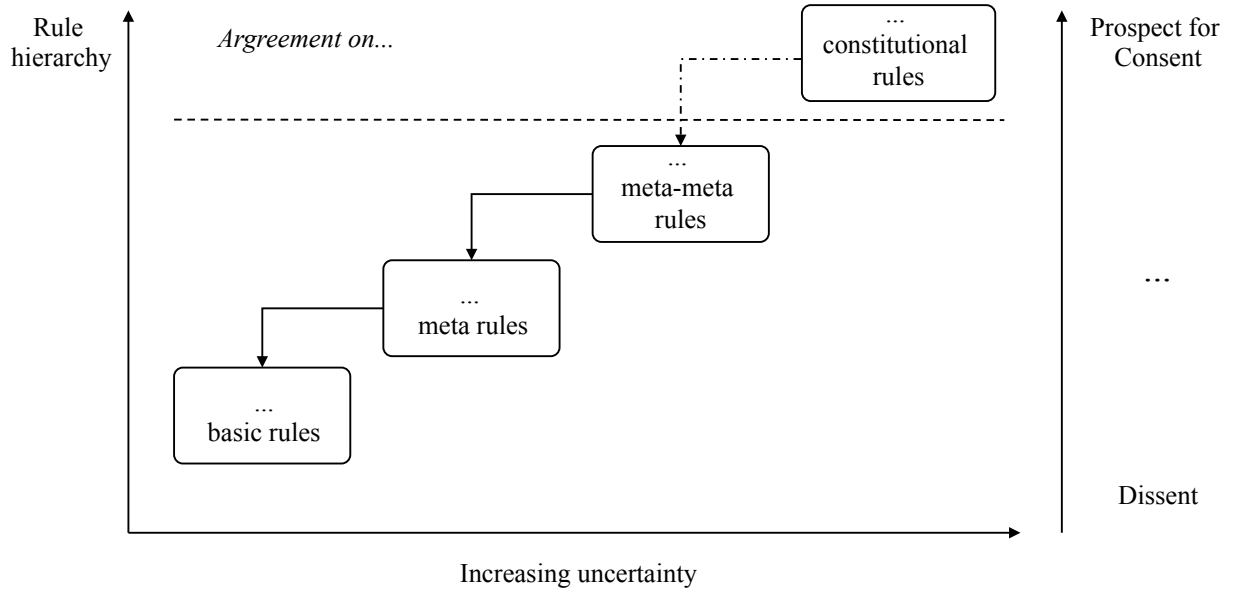 Rule
hierarchy
Argreement on...
...
constitutional
rules
Prospect for
Consent
...
meta-meta
rules
...
meta rules
...
...
basic rules
Dissent
Increasing uncertainty